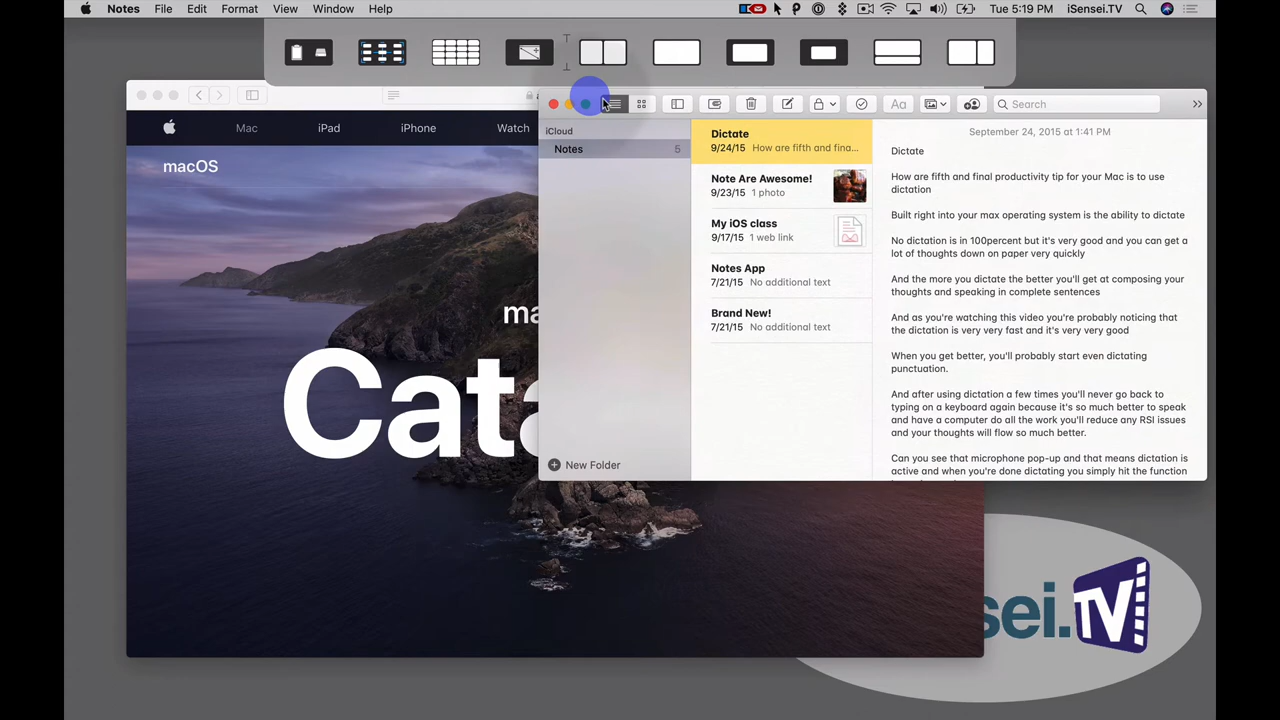 Notes File Edit Format View Window Help
Tue 5:19 PM iSensei.TV
Search
Mac iPad iPhone Watch
macOS
ma
Cata
iCloud
Notes 5
New Folder
Dictate
9/24/15 How are fifth and fina...
Note Are Awesome!
9/23/15 1 photo
My iOS class
9/17/15 1 web link
Notes App
7/21/15 No additional text
Brand New!
7/21/15 No additional text
Aa
September 24, 2015 at 1:41 PM
Dictate
How are fifth and final productivity tip for your Mac is to use
dictation
Built right into your max operating system is the ability to dictate
No dictation is in 100percent but it's very good and you can get a
lot of thoughts down on paper very quickly
And the more you dictate the better you'll get at composing your
thoughts and speaking in complete sentences
And as you're watching this video you're probably noticing that
the dictation is very very fast and it's very very good
When you get better, you'll probably start even dictating
punctuation.
And after using dictation a few times you'll never go back to
typing on a keyboard again because it's so much better to speak
and have a computer do all the work you'll reduce any RSI issues
and your thoughts will flow so much better.
Can you see that microphone pop-up and that means dictation is
active and when you're done dictating you simply hit the function
sei.TV